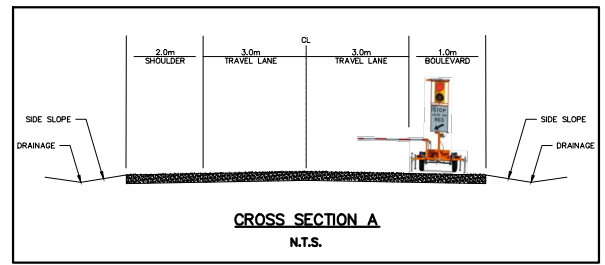 CL
2.0m
SHOULDER
3.0m
TRAVEL LANE
3.0m
TRAVEL LANE
1.0m
BOULEVARD
STOP
RED
SIDE SLOPE
DRAINAGE
SIDE SLOPE
DRAINAGE
CROSS SECTION A
N.T.S.